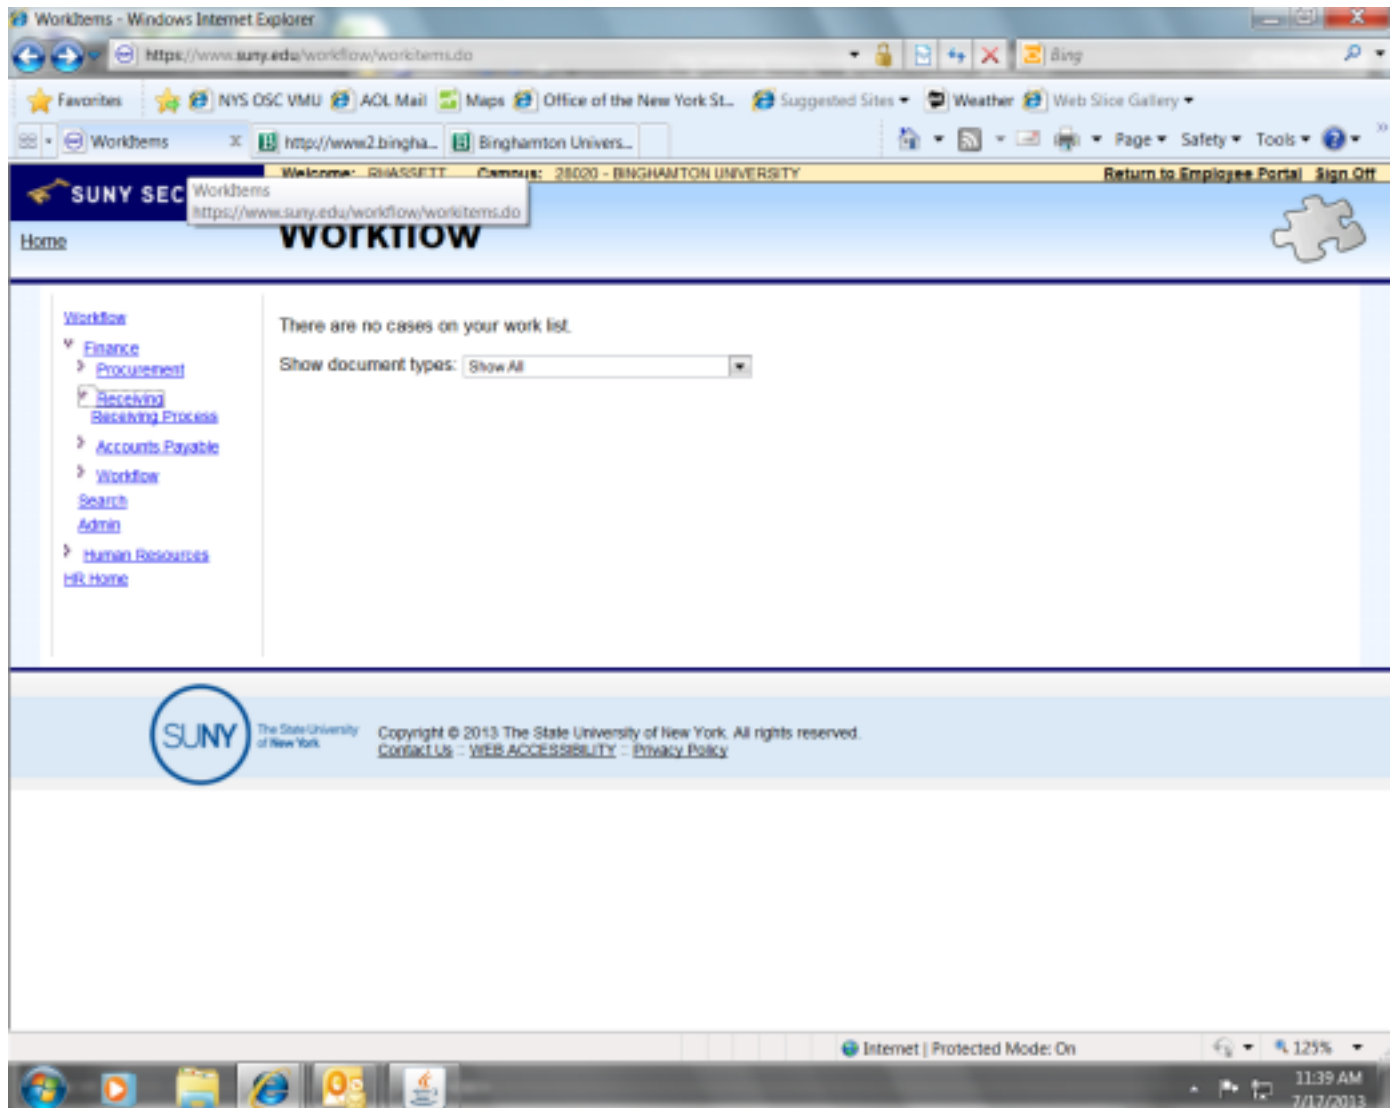 WorkItems - Windows Internet Explorer
https://www.suny.edu/workflow/workitems.do
Bing
Favorites NYS OSC VMU AOL Mail Maps Office of the New York St... Suggested Sites Weather Web Slice Gallery
WorkItems X http://www2.bingha... Binghamton Univers... Page Safety Tools
Welcome: RHASSETT Campus: 28020 - BINGHAMTON UNIVERSITY Return to Employee Portal Sign Off
SUNY SEC
WorkItems
https://www.suny.edu/workflow/workitems.do
Home
Workflow
Workflow
Finance
Procurement
Receiving
Receiving Process
Accounts Payable
Workflow
Search
Admin
Human Resources
HR Home
There are no cases on your work list.
Show document types: Show All
SUNY
The State University
of New York
Copyright © 2013 The State University of New York. All rights reserved.
Contact Us :: WEB ACCESSIBILITY :: Privacy Policy
Internet | Protected Mode: On 125%
11:39 AM
7/17/2013